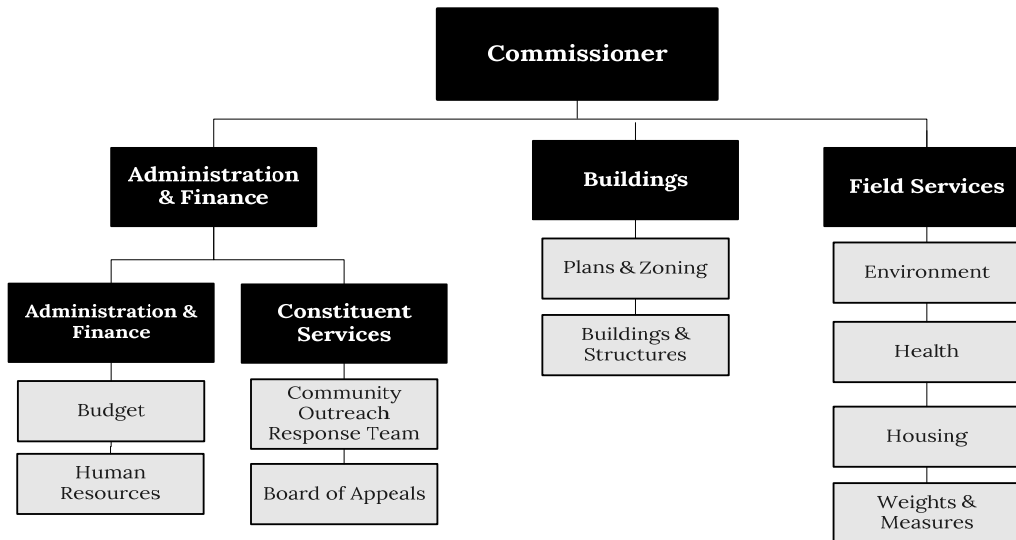 Commissioner
Administration
& Finance
Buildings
Field Services
Administration &
Finance
Constituent
Services
Plans & Zoning
Buildings &
Structures
Environment
Health
Housing
Weights &
Measures
Budget
Human
Resources
Community
Outreach
Response Team
Board of Appeals